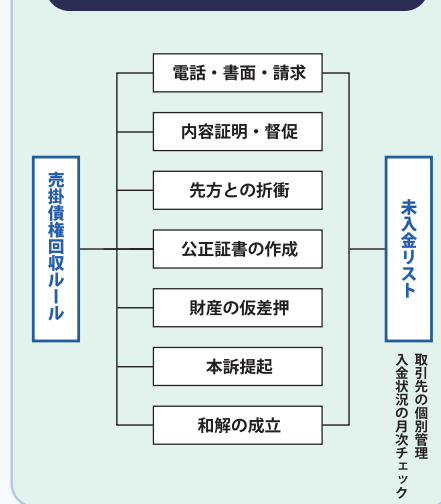 売掛債権回収ルール
電話・書面・請求
内容証明・督促
先方との折衝
公正証書の作成
財産の仮差押
本訴提起
和解の成立
未入金リスト
取引先の個別管理
入金状況の月次チェック